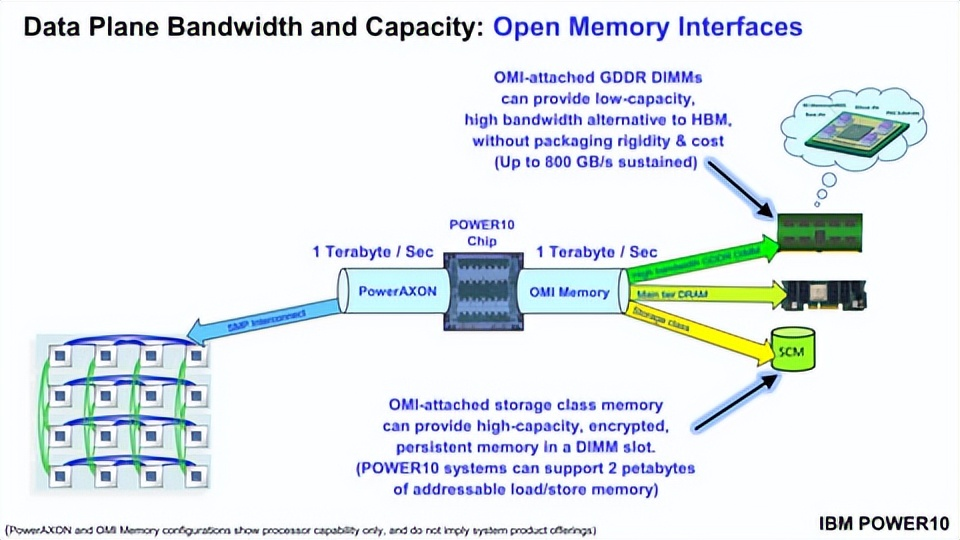 Data Plane Bandwidth and Capacity: Open Memory Interfaces
OMI-attached GDDR DIMMs
can provide low-capacity,
high bandwidth alternative to HBM,
without packaging rigidity & cost
(Up to 800 GB/s sustained)
POWER10
Chip
1 Terabyte / Sec
1 Terabyte / Sec
PowerAXON
OMI Memory
High bandwidth GDDR DIMM
Main tier DRAM
Storage class
SCM
SMP Interconnect
OMI-attached storage class memory
can provide high-capacity, encrypted,
persistent memory in a DIMM slot.
(POWER10 systems can support 2 petabytes
of addressable load/store memory)
(PowerAXON and OMI Memory configurations show processor capability only, and do not imply system product offerings)
IBM POWER10